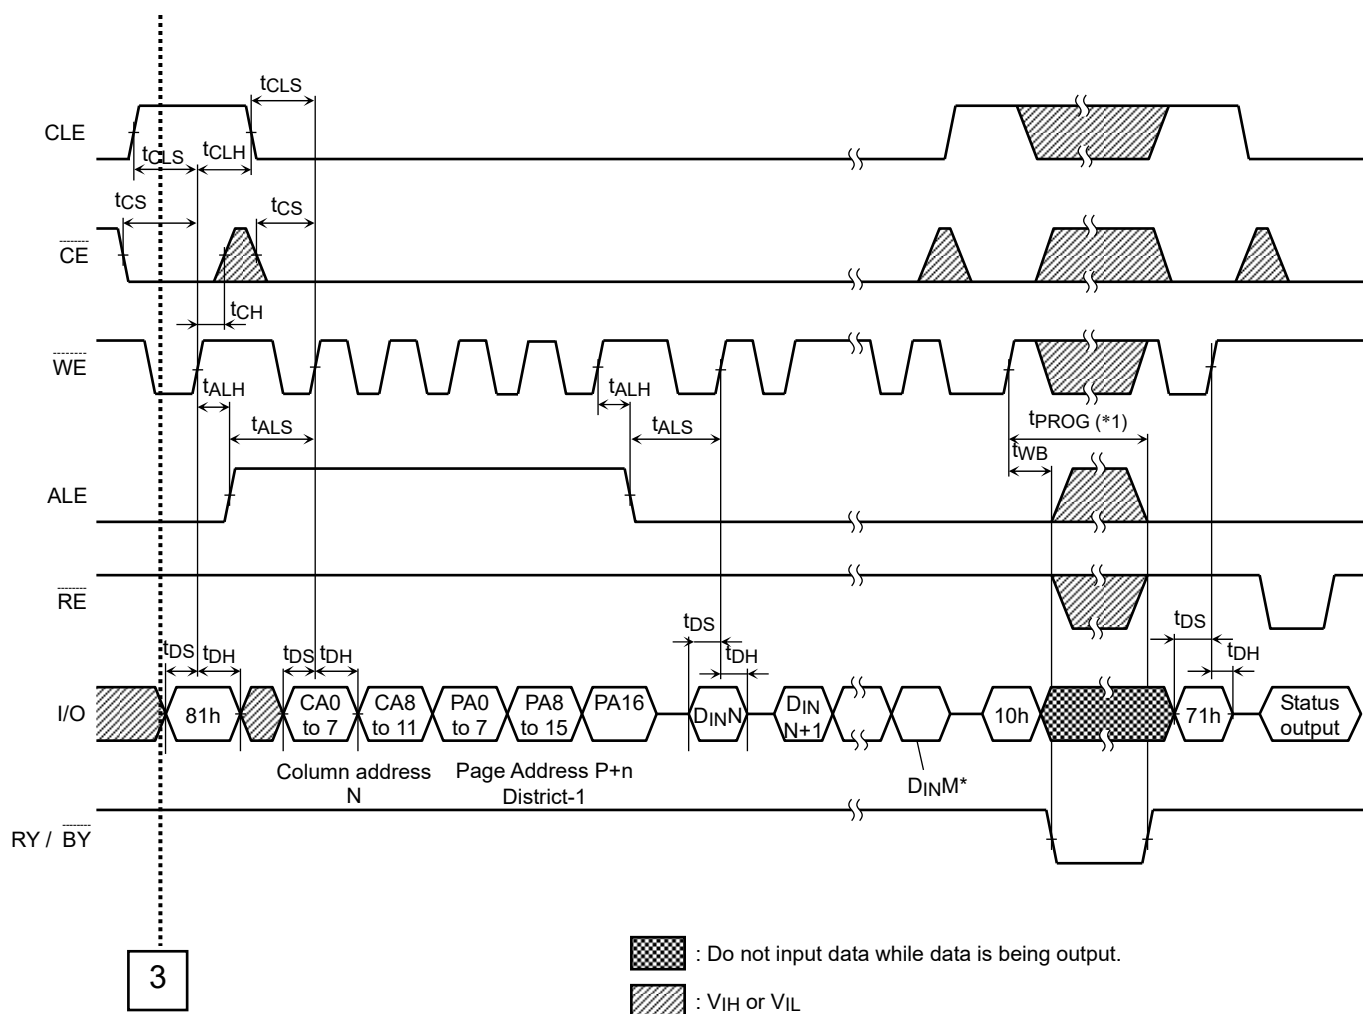 tCLS
CLE
tCLS tCLH
tCS tCS
CE
tCH
WE
tALH tALH
tALS tALS tPROG (*1)
tWB
ALE
RE
tDS tDH tDS tDH tDS tDH tDS tDH
I/O 81h CA0 to 7 CA8 to 11 PA0 to 7 PA8 to 15 PA16 DINN DIN N+1 10h 71h Status output
Column address N
Page Address P+n District-1
DINM*
RY / BY
3
: Do not input data while data is being output.
: VIH or VIL